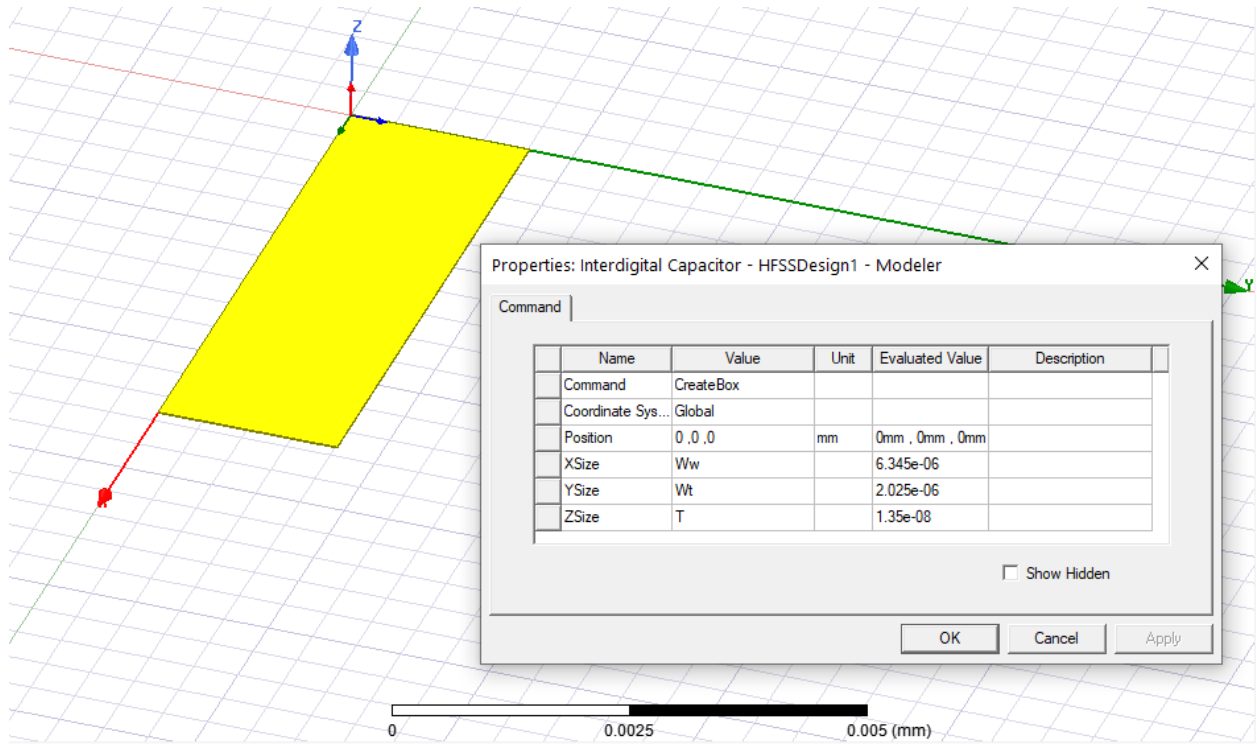 Z
Properties: Interdigital Capacitor - HFSSDesign1 - Modeler
Y
Command
Name Value Unit Evaluated Value Description
Command CreateBox
Coordinate Sys... Global
Position 0 ,0 ,0 mm 0mm , 0mm , 0mm
XSize Ww 6.345e-06
YSize Wt 2.025e-06
ZSize T 1.35e-08
Show Hidden
OK Cancel Apply
0 0.0025 0.005 (mm)